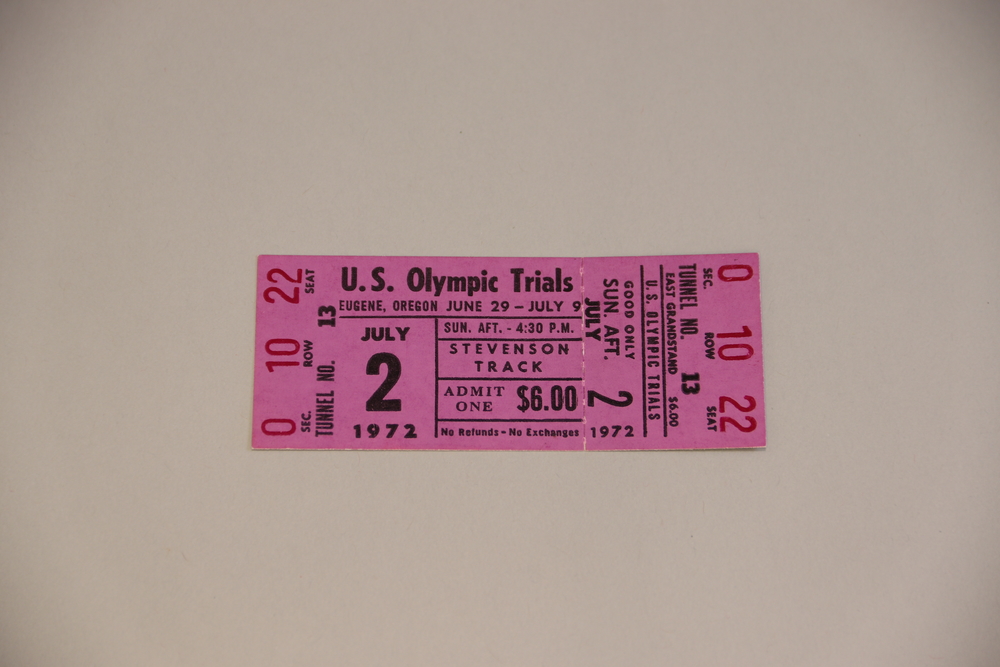 22 SEAT
10 ROW
0 SEC.
TUNNEL NO. 13
U.S. Olympic Trials
EUGENE, OREGON JUNE 29 - JULY 9
JULY
2
1972
SUN. AFT. - 4:30 P.M.
STEVENSON
TRACK
ADMIT
ONE
$6.00
No Refunds - No Exchanges
GOOD ONLY
SUN. AFT.
JULY
2
1972
U.S. OLYMPIC TRIALS
EAST GRANDSTAND $6.00
TUNNEL NO. 13
SEC. 0
ROW 10
SEAT 22